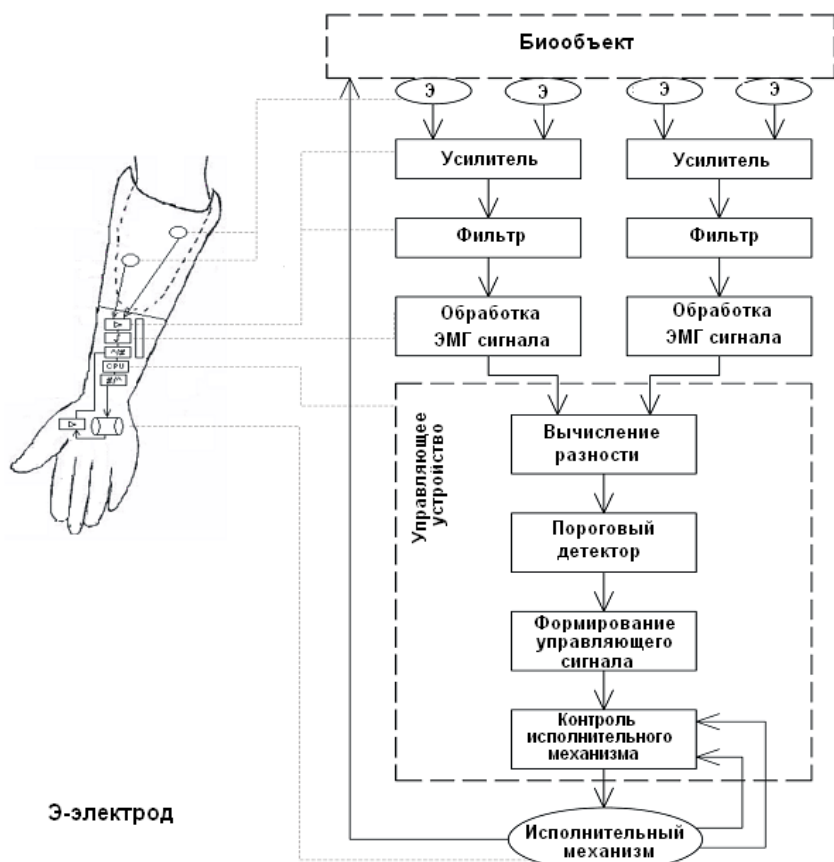 Биообъект
Э Э Э Э
Усилитель Усилитель
Фильтр Фильтр
Обработка
ЭМГ сигнала
Обработка
ЭМГ сигнала
CPU
Управляющее
устройство
Вычисление
разности
Пороговый
детектор
Формирование
управляющего
сигнала
Контроль
исполнительного
механизма
Исполнительный
механизм
Э-электрод